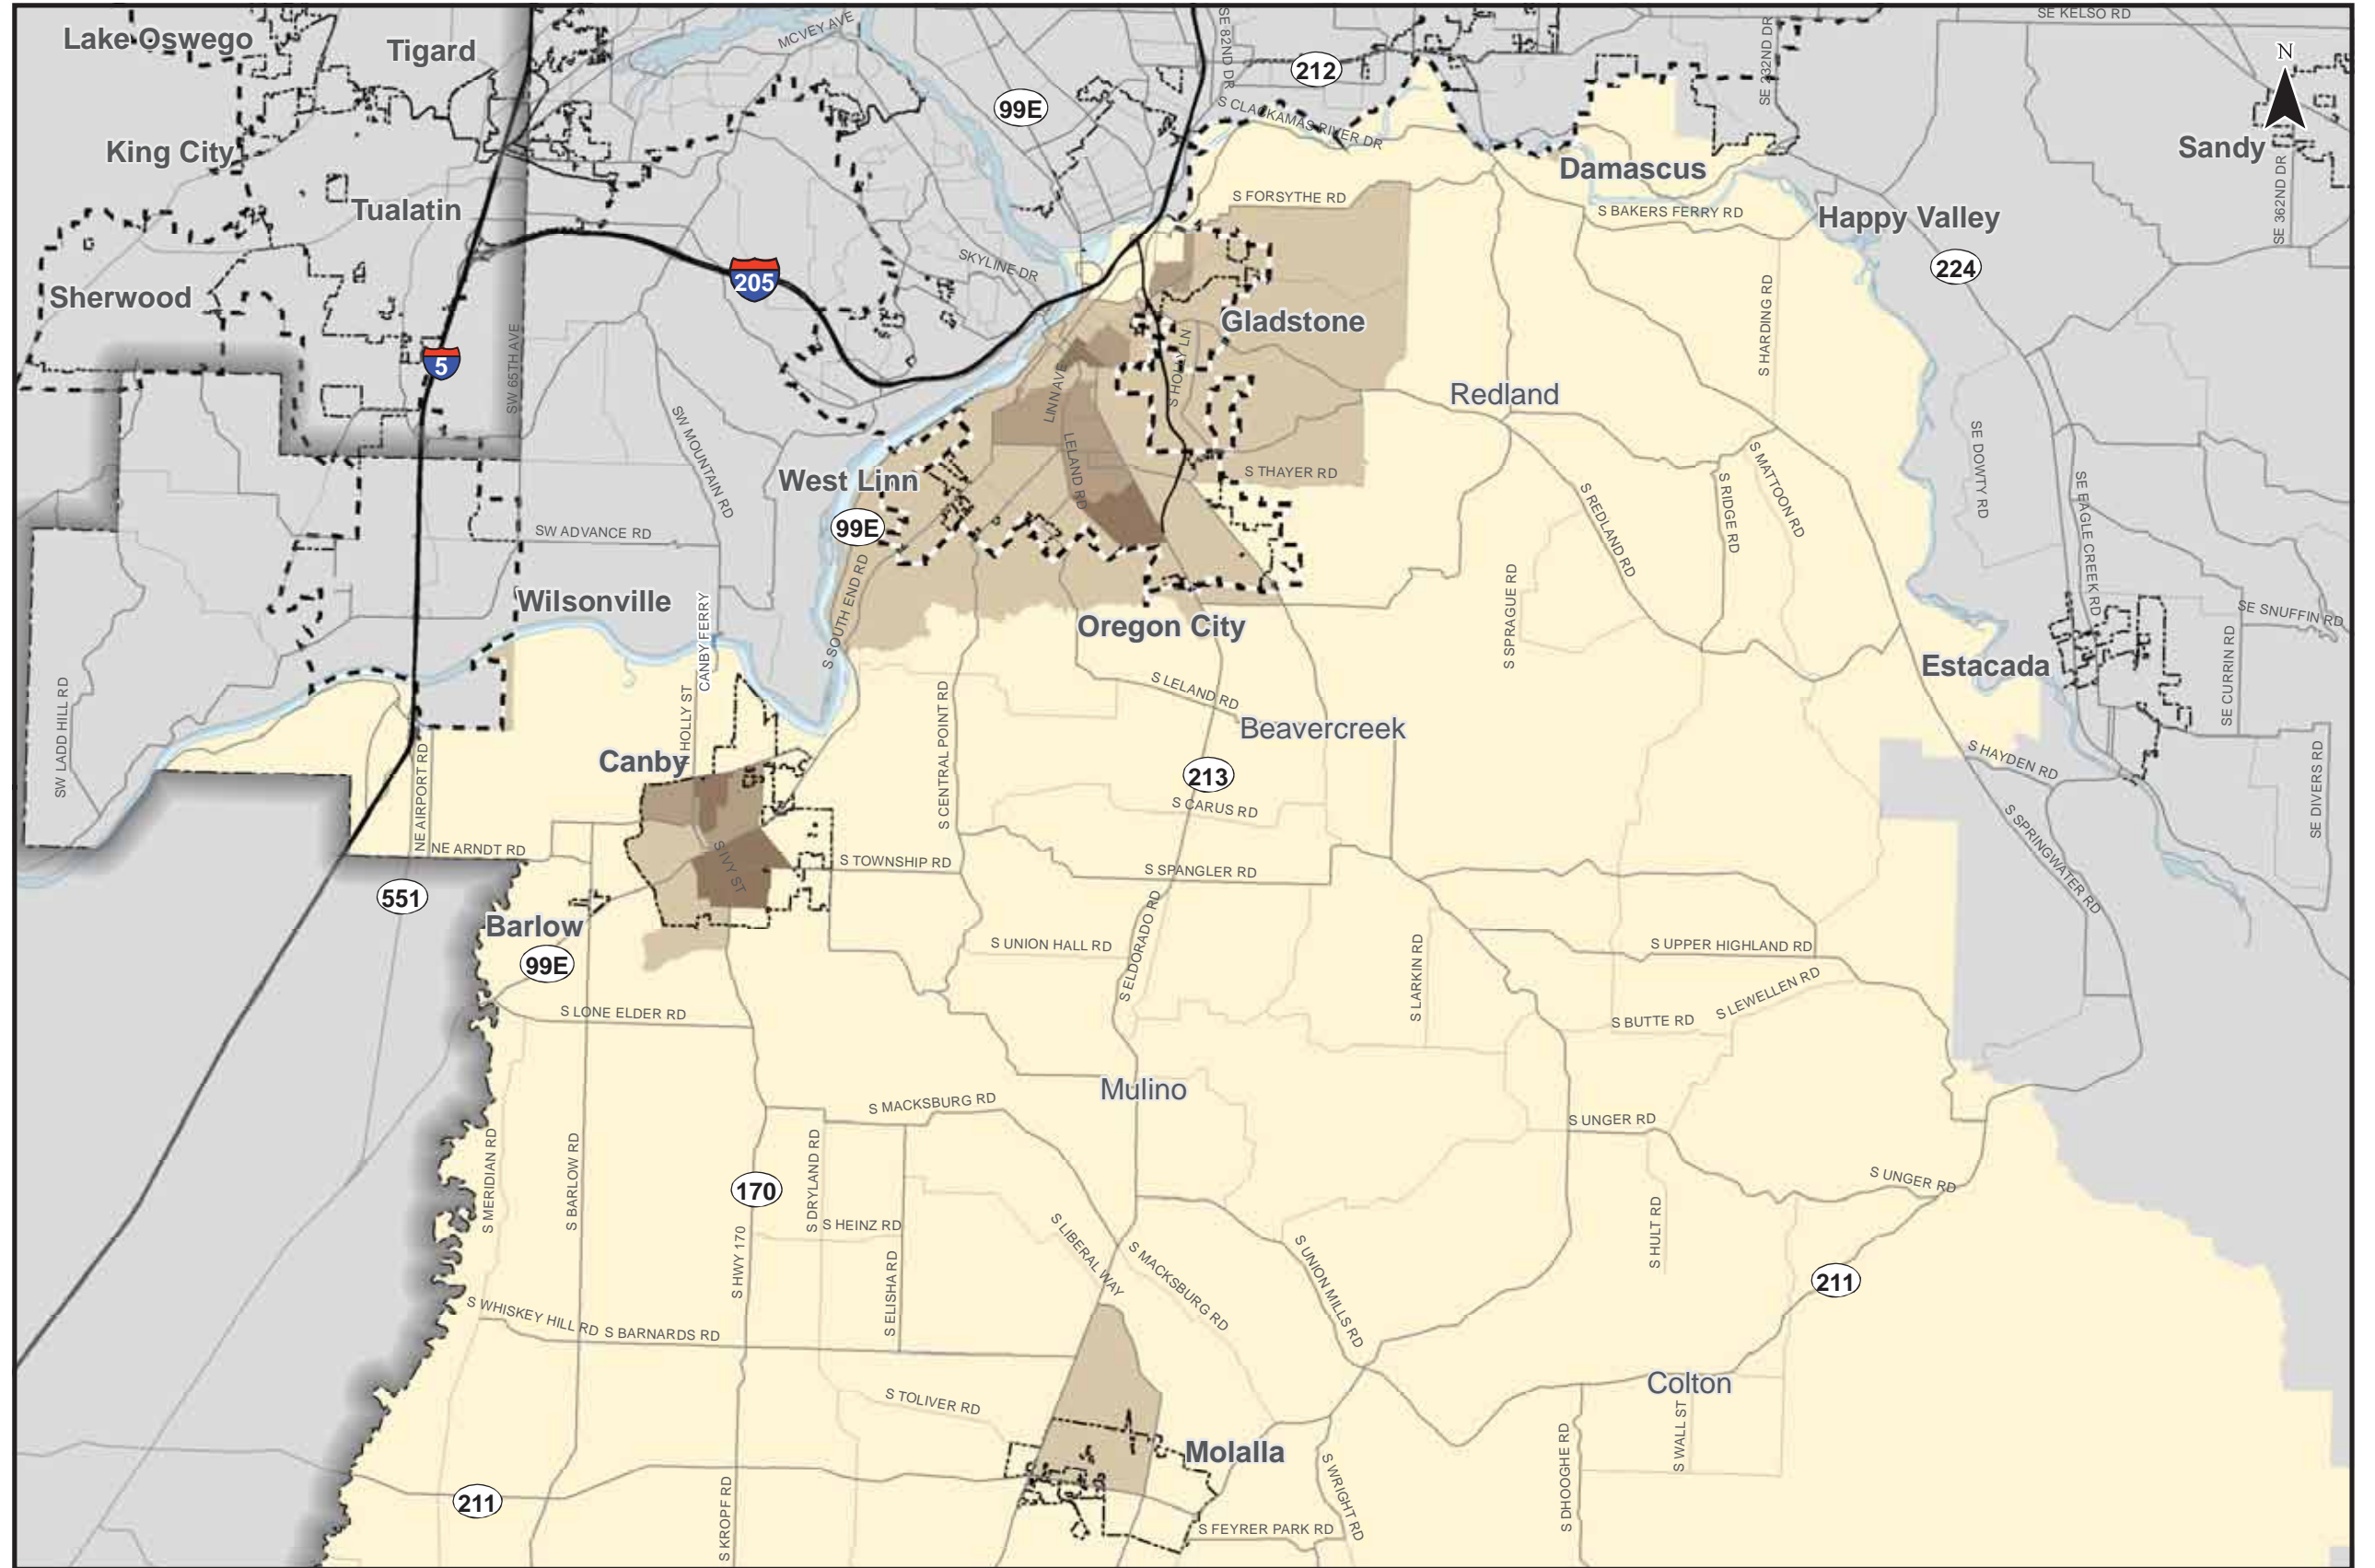 SE KELSO RD
Lake Oswego
Tigard
MCVEY AVE
SE 82ND DR
212
SE 232ND DR
N
99E
S CLACKAMAS RIVER DR
King City
Damascus
Sandy
Tualatin
S FORSYTHE RD
S BAKERS FERRY RD
Happy Valley
SE 362ND DR
SKYLINE DR
224
205
Sherwood
Gladstone
S HARDING RD
5
SW 65TH AVE
S HOLLY LN
LINN AVE
Redland
SW MOUNTAIN RD
LELAND RD
West Linn
S THAYER RD
S MATTOON RD
SE DOWTY RD
S REDLAND RD
S RIDGE RD
SE EAGLE CREEK RD
SW ADVANCE RD
99E
S SOUTH END RD
Wilsonville
CANBY FERRY
Oregon City
S SPRAGUE RD
SE SNUFFIN RD
Estacada
SE CURRIN RD
SW LADD HILL RD
N HOLLY ST
S LELAND RD
Beavercreek
S CENTRAL POINT RD
Canby
NE AIRPORT RD
213
S HAYDEN RD
SE DIVERS RD
S CARUS RD
S SPRINGWATER RD
NE ARNDT RD
S IVY ST
S TOWNSHIP RD
S SPANGLER RD
551
Barlow
S ELDORADO RD
S UNION HALL RD
S UPPER HIGHLAND RD
99E
S LARKIN RD
S LEWELLEN RD
S LONE ELDER RD
S BUTTE RD
Mulino
S MACKSBURG RD
S UNGER RD
S MERIDIAN RD
S BARLOW RD
S DRYLAND RD
170
S UNGER RD
S HEINZ RD
S HULT RD
S HWY 170
S ELISHA RD
S LIBERAL WAY
S MACKSBURG RD
S UNION MILLS RD
211
S WHISKEY HILL RD
S BARNARDS RD
Colton
S TOLIVER RD
S WALL ST
Molalla
S DHOOGHE RD
211
S KROPF RD
S WRIGHT RD
S FEYRER PARK RD